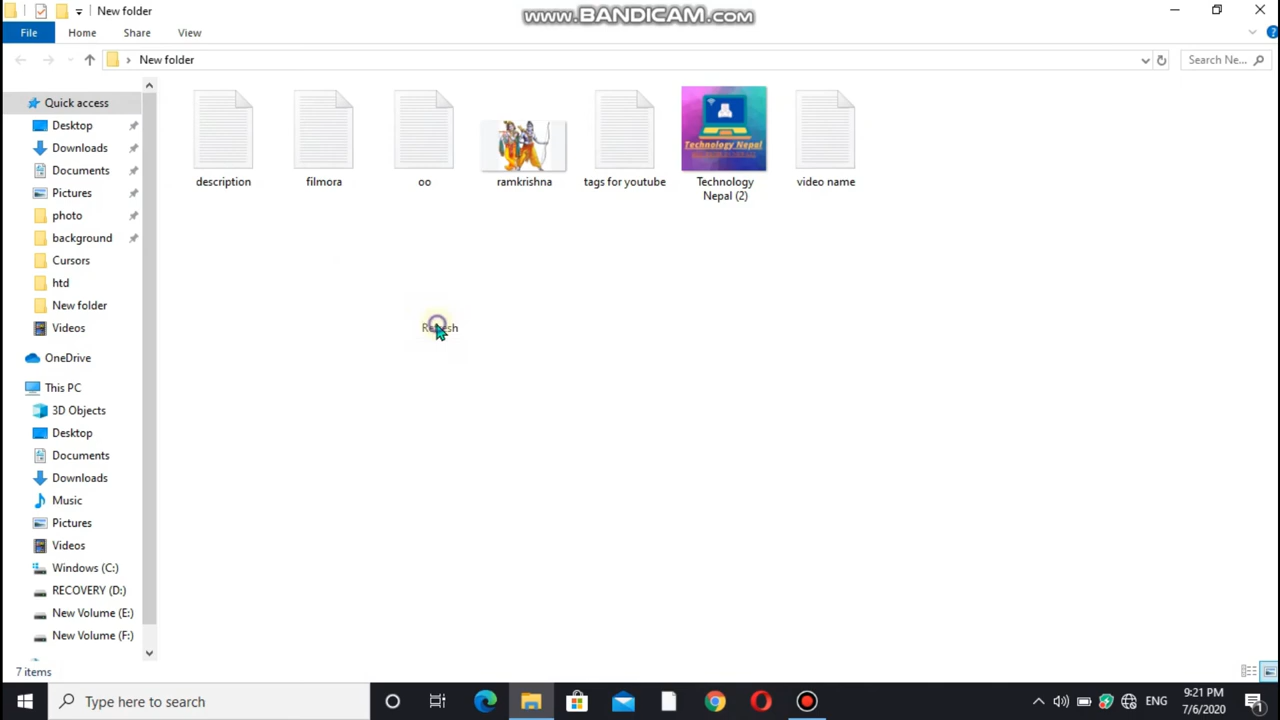 New folder
www.BANDICAM.com
File
Home
Share
View
New folder
Search Ne...
Quick access
Desktop
Downloads
Documents
Pictures
photo
background
Cursors
htd
New folder
Videos
OneDrive
This PC
3D Objects
Desktop
Documents
Downloads
Music
Pictures
Videos
Windows (C:)
RECOVERY (D:)
New Volume (E:)
New Volume (F:)
description
filmora
oo
ramkrishna
tags for youtube
Technology Nepal
Technology
Nepal (2)
video name
Refresh
7 items
Type here to search
ENG
9:21 PM
7/6/2020
1